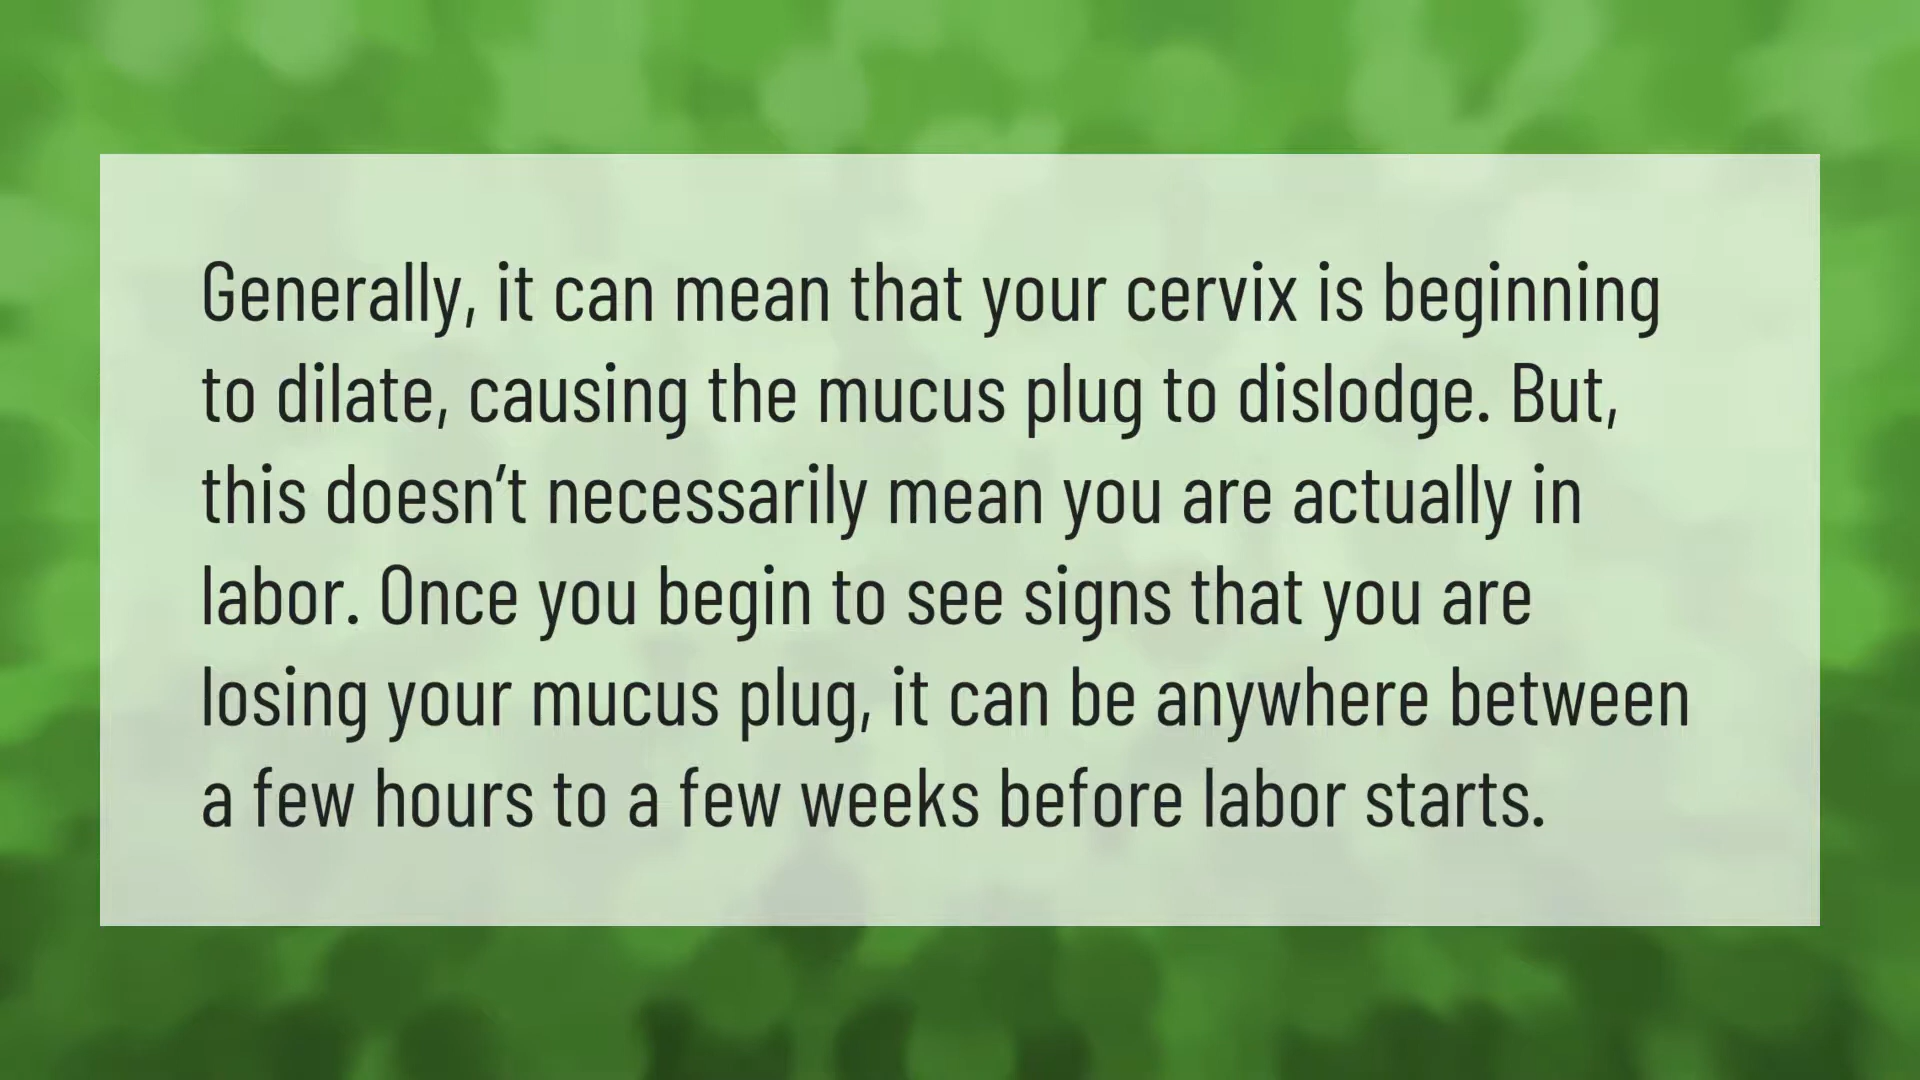 Generally, it can mean that your cervix is beginning
to dilate, causing the mucus plug to dislodge. But,
this doesn’t necessarily mean you are actually in
labor. Once you begin to see signs that you are
losing your mucus plug, it can be anywhere between
a few hours to a few weeks before labor starts.